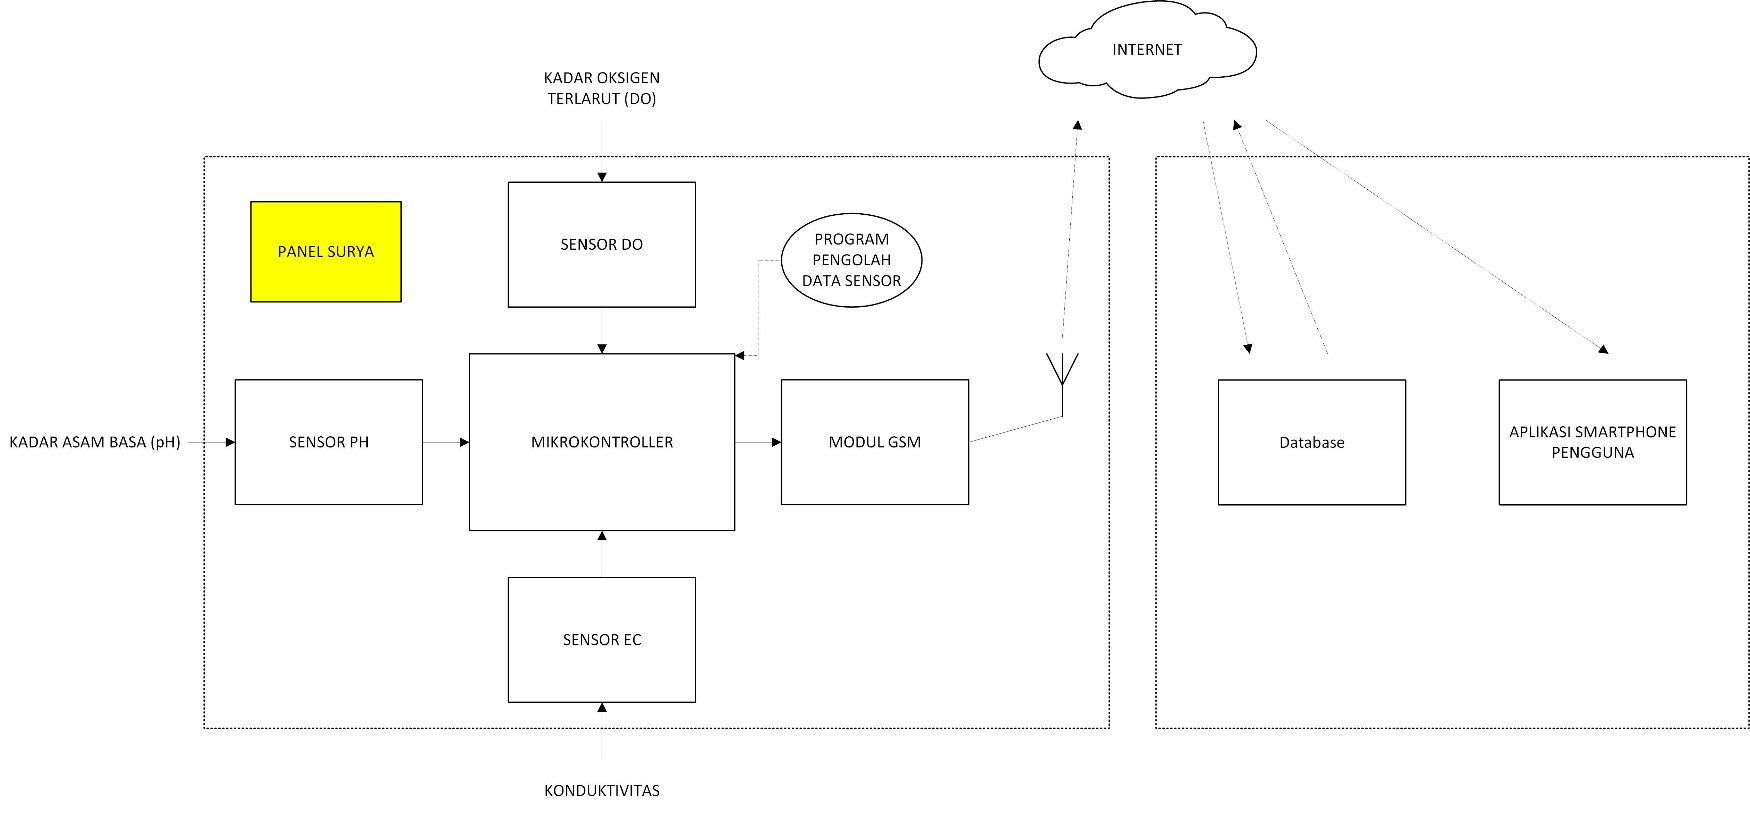 INTERNET
KADAR OKSIGEN
TERLARUT (DO)
PANEL SURYA
SENSOR DO
PROGRAM
PENGOLAH
DATA SENSOR
KADAR ASAM BASA (pH)
SENSOR PH
MIKROKONTROLLER
MODUL GSM
Database
APLIKASI SMARTPHONE
PENGGUNA
SENSOR EC
KONDUKTIVITAS